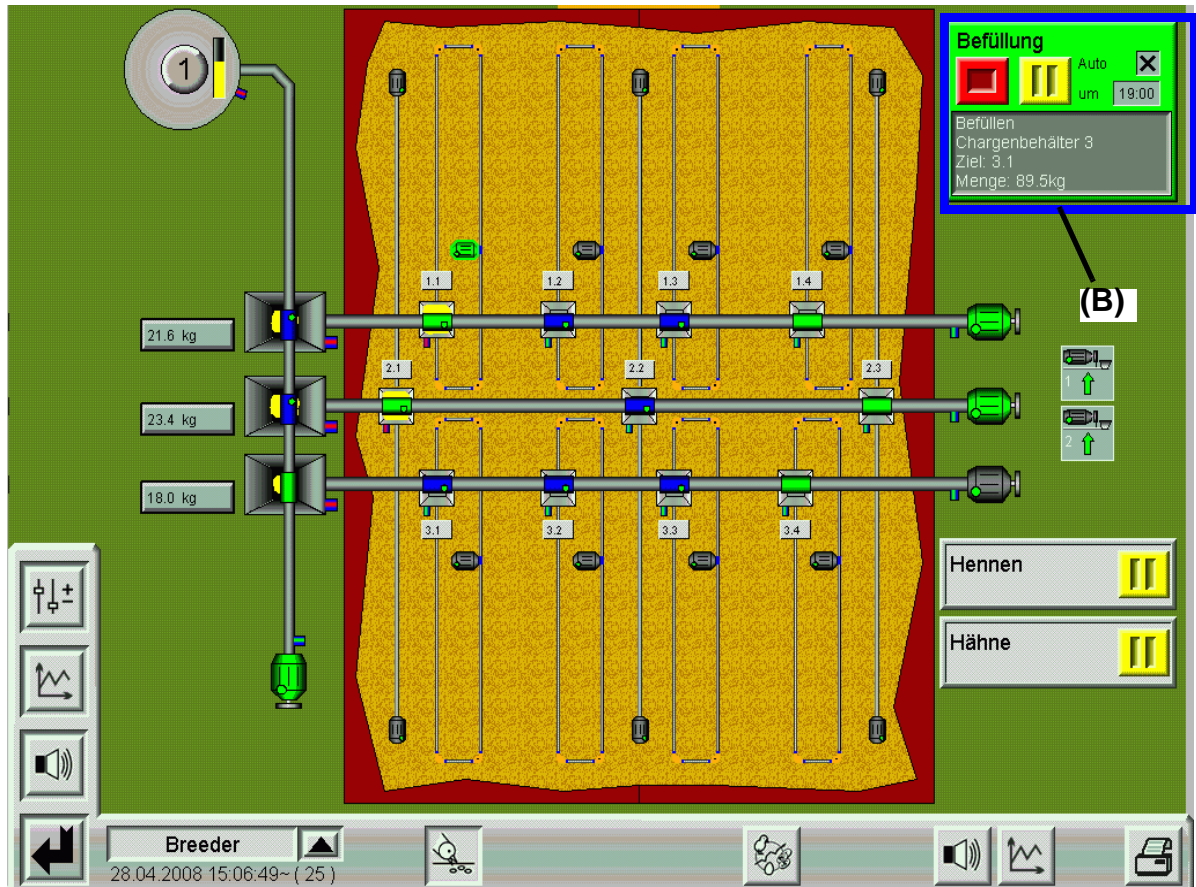 1
Befüllung
Auto
um 19:00
Befüllen
Chargenbehälter 3
Ziel: 3.1
Menge: 89.5kg
(B)
1.1 1.2 1.3 1.4
21.6 kg
1
2.1 2.2 2.3
23.4 kg
2
18.0 kg
3.1 3.2 3.3 3.4
Hennen
Hähne
Breeder
28.04.2008 15:06:49~ ( 25 )